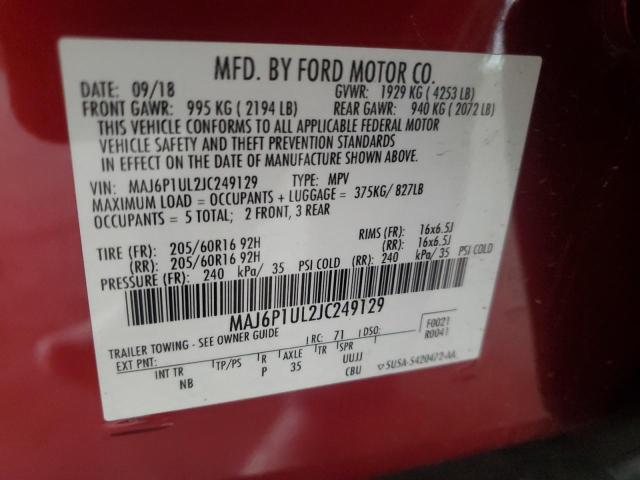 MFD. BY FORD MOTOR CO.
DATE: 09/18 GVWR: 1929 KG ( 4253 LB)
FRONT GAWR: 995 KG ( 2194 LB) REAR GAWR: 940 KG ( 2072 LB)
THIS VEHICLE CONFORMS TO ALL APPLICABLE FEDERAL MOTOR
VEHICLE SAFETY AND THEFT PREVENTION STANDARDS
IN EFFECT ON THE DATE OF MANUFACTURE SHOWN ABOVE.
VIN: MAJ6P1UL2JC249129 TYPE: MPV
MAXIMUM LOAD = OCCUPANTS + LUGGAGE = 375KG/ 827LB
OCCUPANTS = 5 TOTAL; 2 FRONT, 3 REAR
TIRE (FR): 205/60R16 92H RIMS (FR): 16x6.5J
(RR): 205/60R16 92H (RR): 16x6.5J
PRESSURE (FR): 240 kPa/ 35 PSI COLD (RR): 240 kPa/ 35 PSI COLD
MAJ6P1UL2JC249129
TRAILER TOWING - SEE OWNER GUIDE F0021
EXT PNT: RC: 71 DSO: R0041
INT TR TP/PS R AXLE TR SPR
NB P 35 UUJJ
CBU 5USA-5420472-AA